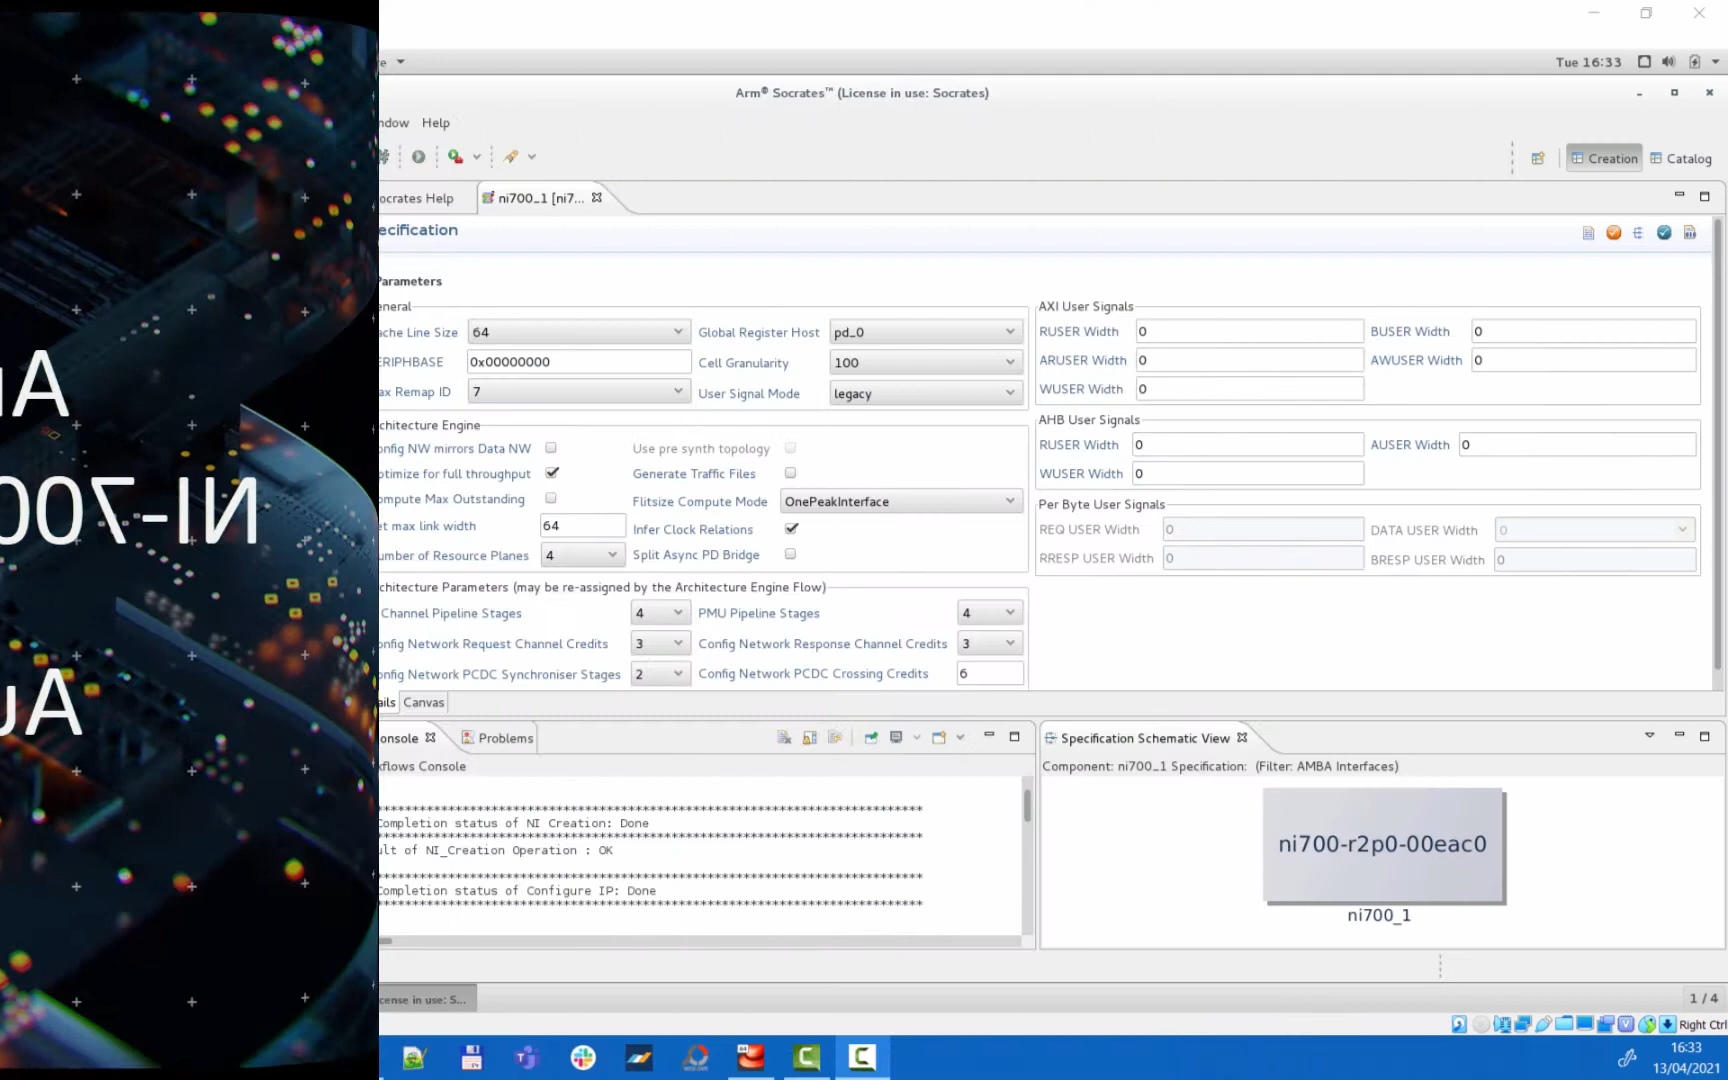 Tue 16:33
Arm® Socrates™ (License in use: Socrates)
ndow Help
Creation Catalog
ocrates Help ni700_1 [ni7...
ecification
Parameters
eneral
ache Line Size 64 Global Register Host pd_0
ERIPHBASE 0x00000000 Cell Granularity 100
ax Remap ID 7 User Signal Mode legacy
AXI User Signals
RUSER Width 0 BUSER Width 0
ARUSER Width 0 AWUSER Width 0
WUSER Width 0
AHB User Signals
RUSER Width 0 AUSER Width 0
WUSER Width 0
Per Byte User Signals
REQ USER Width 0 DATA USER Width 0
RRESP USER Width 0 BRESP USER Width 0
chitecture Engine
onfig NW mirrors Data NW Use pre synth topology
ptimize for full throughput Generate Traffic Files
ompute Max Outstanding Flitsize Compute Mode OnePeakInterface
et max link width 64 Infer Clock Relations
umber of Resource Planes 4 Split Async PD Bridge
chitecture Parameters (may be re-assigned by the Architecture Engine Flow)
Channel Pipeline Stages 4 PMU Pipeline Stages 4
onfig Network Request Channel Credits 3 Config Network Response Channel Credits 3
onfig Network PCDC Synchroniser Stages 2 Config Network PCDC Crossing Credits 6
ails Canvas
onsole Problems
kflows Console
********************************************************************************
Completion status of NI Creation: Done
********************************************************************************
ult of NI_Creation Operation : OK
********************************************************************************
Completion status of Configure IP: Done
********************************************************************************
Specification Schematic View
Component: ni700_1 Specification: (Filter: AMBA Interfaces)
ni700-r2p0-00eac0
ni700_1
cense in use: S...
1 / 4
Right Ctrl
16:33
13/04/2021
NI-700